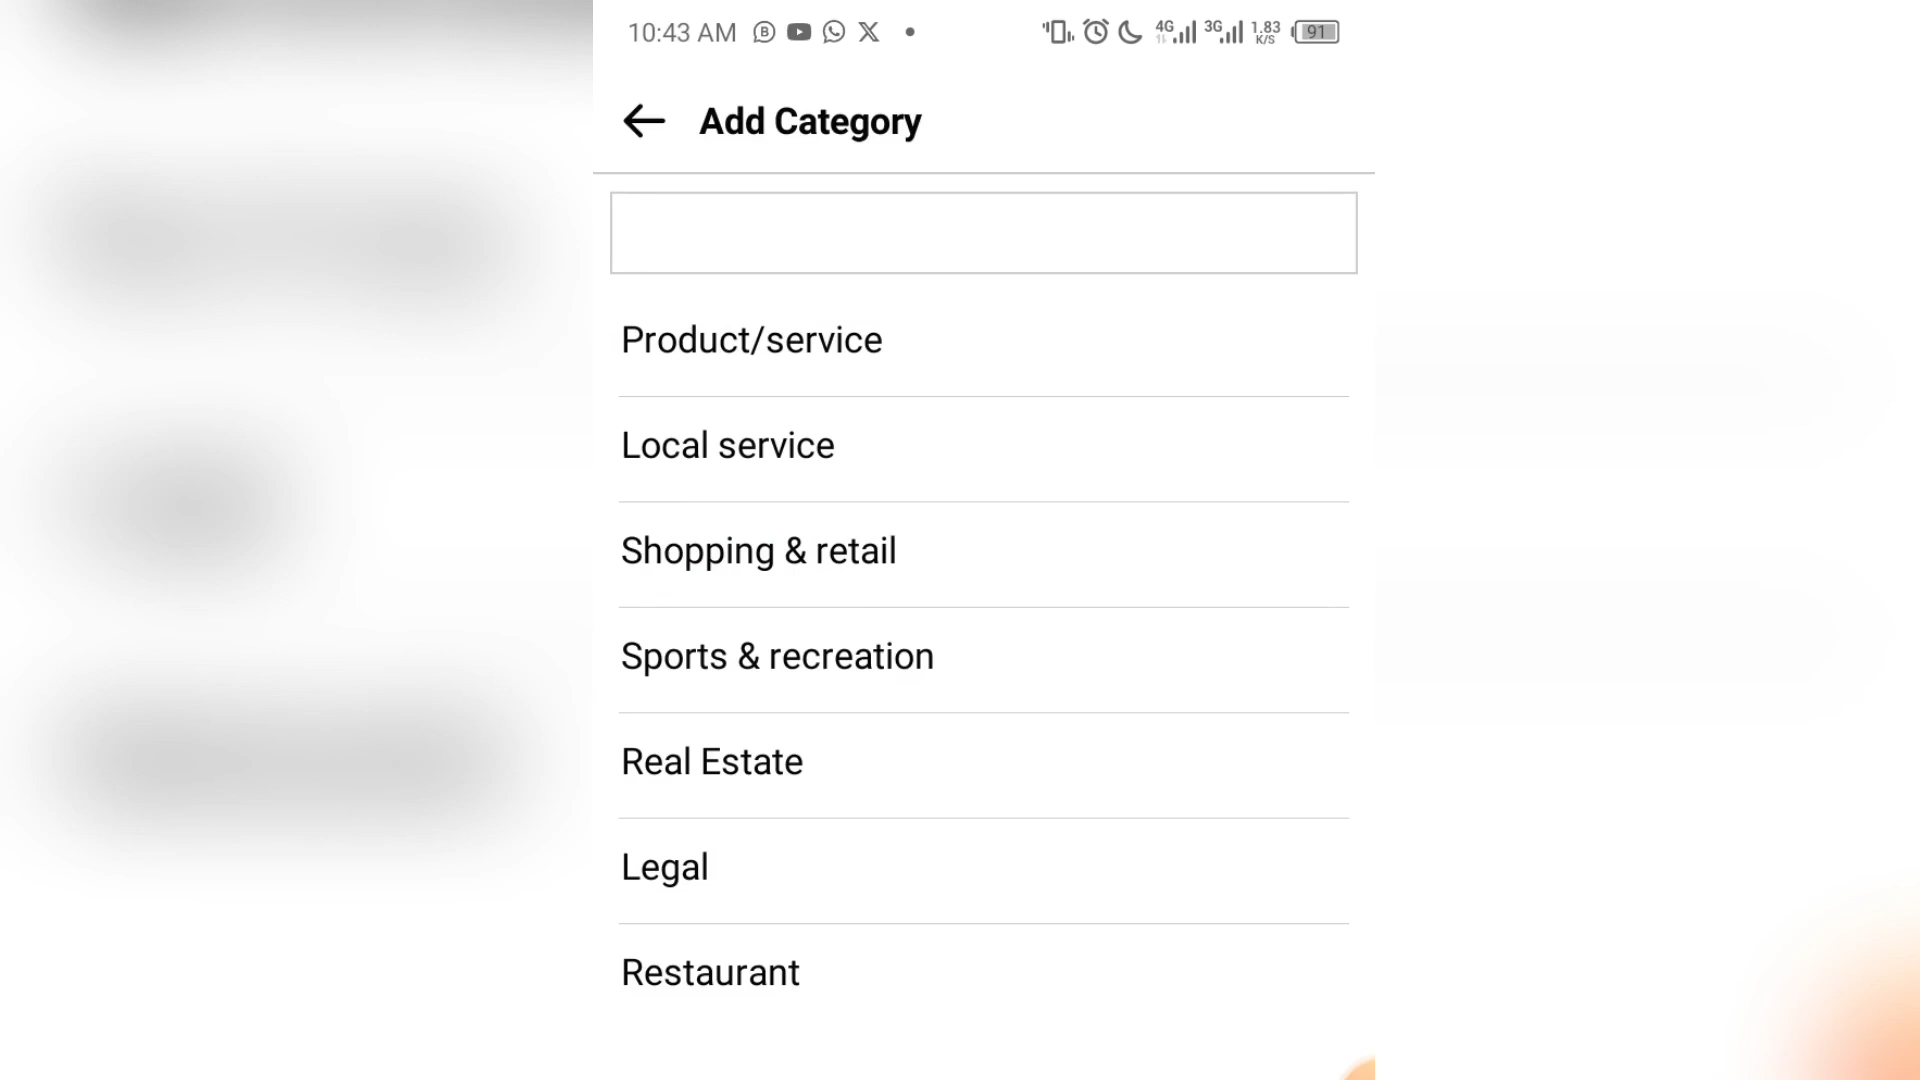 10:43 AM 4G 3G 1.83 K/S 91
Add Category
Product/service
Local service
Shopping & retail
Sports & recreation
Real Estate
Legal
Restaurant